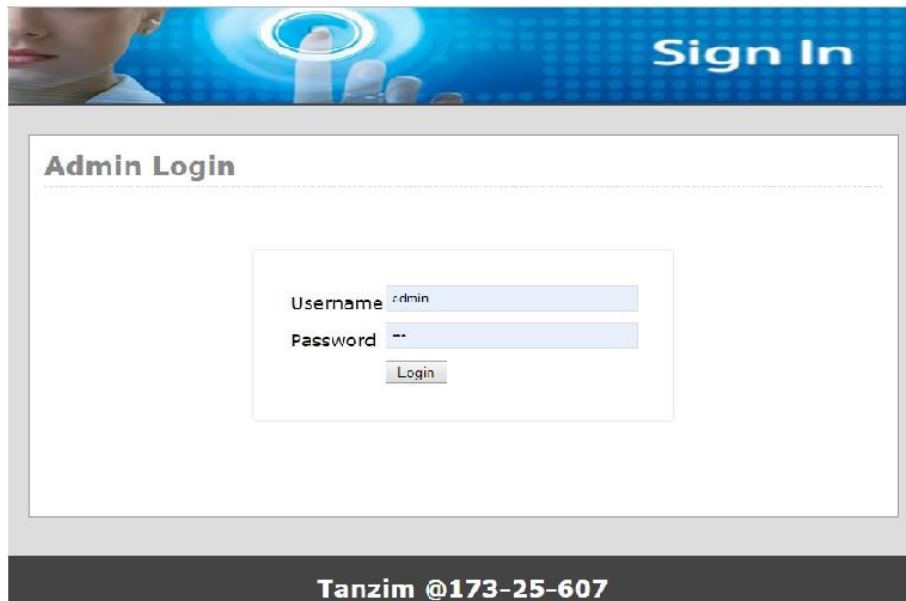 Sign In
Admin Login
Username admin
Password ---
Login
Tanzim @173-25-607